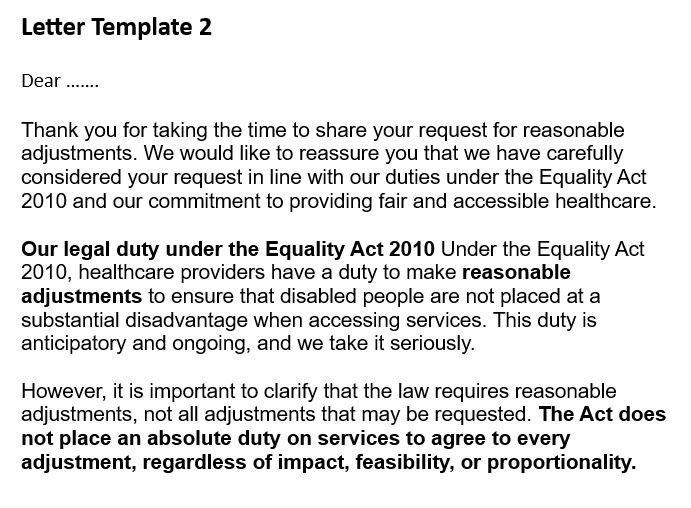 Letter Template 2
Dear .......
Thank you for taking the time to share your request for reasonable
adjustments. We would like to reassure you that we have carefully
considered your request in line with our duties under the Equality Act
2010 and our commitment to providing fair and accessible healthcare.
Our legal duty under the Equality Act 2010 Under the Equality Act
2010, healthcare providers have a duty to make reasonable
adjustments to ensure that disabled people are not placed at a
substantial disadvantage when accessing services. This duty is
anticipatory and ongoing, and we take it seriously.
However, it is important to clarify that the law requires reasonable
adjustments, not all adjustments that may be requested. The Act does
not place an absolute duty on services to agree to every
adjustment, regardless of impact, feasibility, or proportionality.